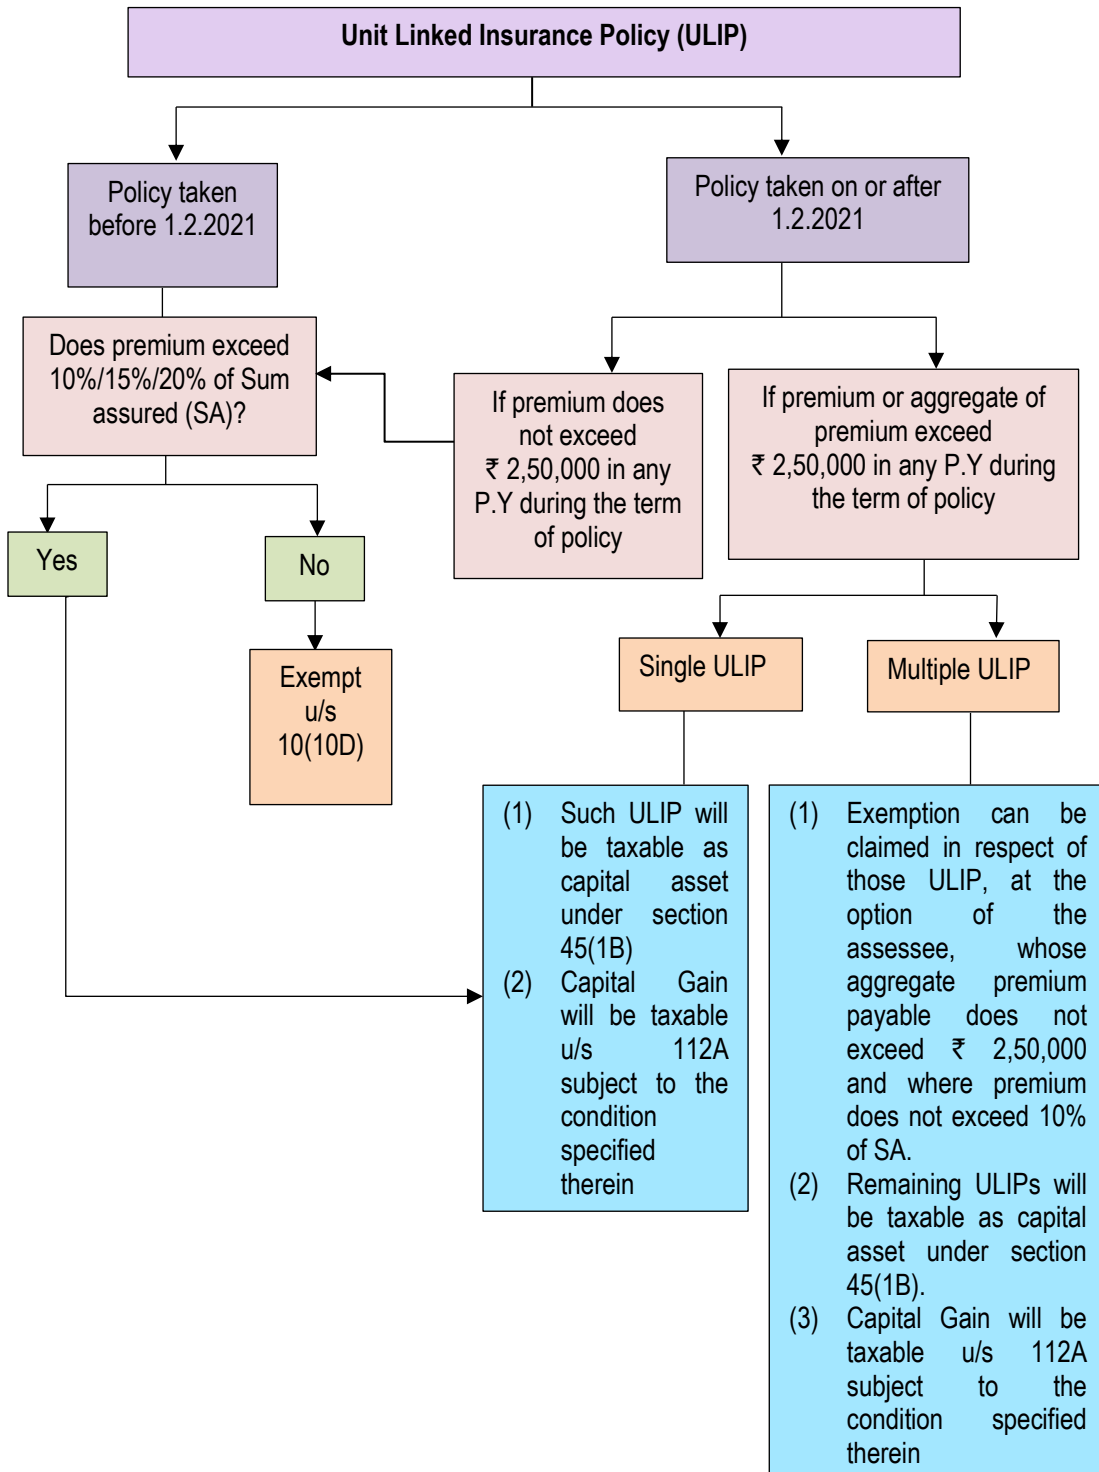 Unit Linked Insurance Policy (ULIP)
Policy taken
before 1.2.2021
Policy taken on or after
1.2.2021
Does premium exceed
10%/15%/20% of Sum
assured (SA)?
If premium does
not exceed
₹ 2,50,000 in any
P.Y during the term
of policy
If premium or aggregate of
premium exceed
₹ 2,50,000 in any P.Y during
the term of policy
Yes
No
Exempt
u/s
10(10D)
Single ULIP
Multiple ULIP
(1) Such ULIP will
be taxable as
capital asset
under section
45(1B)
(2) Capital Gain
will be taxable
u/s 112A
subject to the
condition
specified
therein
(1) Exemption can be
claimed in respect of
those ULIP, at the
option of the
assessee, whose
aggregate premium
payable does not
exceed ₹ 2,50,000
and where premium
does not exceed 10%
of SA.
(2) Remaining ULIPs will
be taxable as capital
asset under section
45(1B).
(3) Capital Gain will be
taxable u/s 112A
subject to the
condition specified
therein